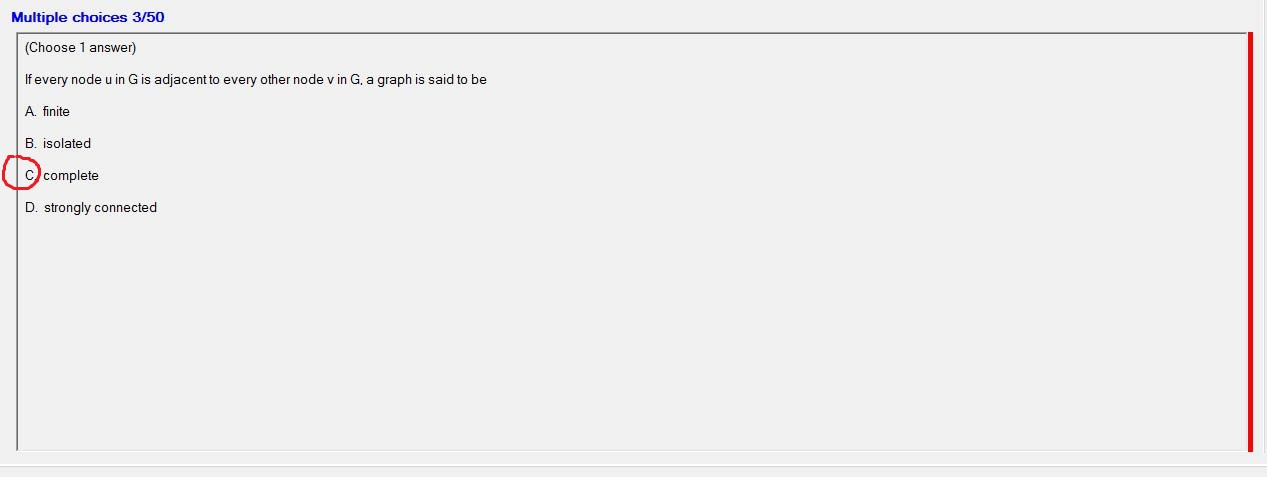 Multiple choices 3/50
(Choose 1 answer)
If every node u in G is adjacent to every other node v in G, a graph is said to be
A. finite
B. isolated
C. complete
D. strongly connected